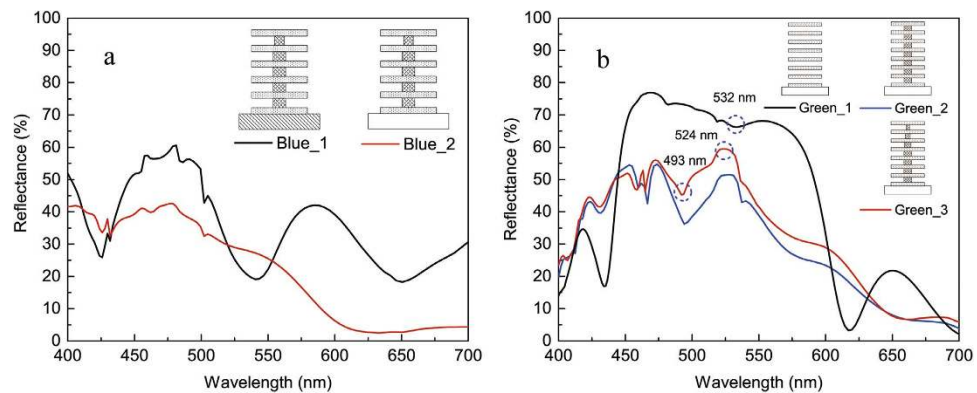 a
100
90
80
70
60
50
40
30
20
10
0
Reflectance (%)
Blue_1
Blue_2
400
450
500
550
600
650
700
Wavelength (nm)
b
100
90
80
70
60
50
40
30
20
10
0
Reflecttance (%)
532 nm
524 nm
493 nm
Green_1
Green_2
Green_3
400
450
500
550
600
650
700
Wavelength (nm)